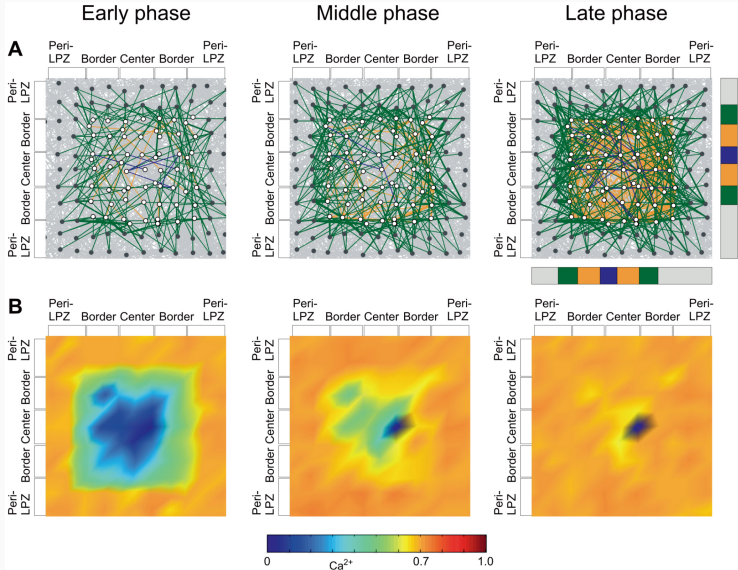 Early phase
Middle phase
Late phase
A
Peri-
LPZ
Border
Center
Border
Peri-
LPZ
Peri-
LPZ
Border
Center
Border
Peri-
LPZ
Peri-
LPZ
Border
Center
Border
Peri-
LPZ
Peri-
LPZ
Border
Center
Border
Peri-
LPZ
Peri-
LPZ
Border
Center
Border
Peri-
LPZ
Peri-
LPZ
Border
Center
Border
Peri-
LPZ
B
Peri-
LPZ
Border
Center
Border
Peri-
LPZ
Peri-
LPZ
Border
Center
Border
Peri-
LPZ
Peri-
LPZ
Border
Center
Border
Peri-
LPZ
Peri-
LPZ
Border
Center
Border
Peri-
LPZ
Peri-
LPZ
Border
Center
Border
Peri-
LPZ
Peri-
LPZ
Border
Center
Border
Peri-
LPZ
0
Ca²⁺
0.7
1.0